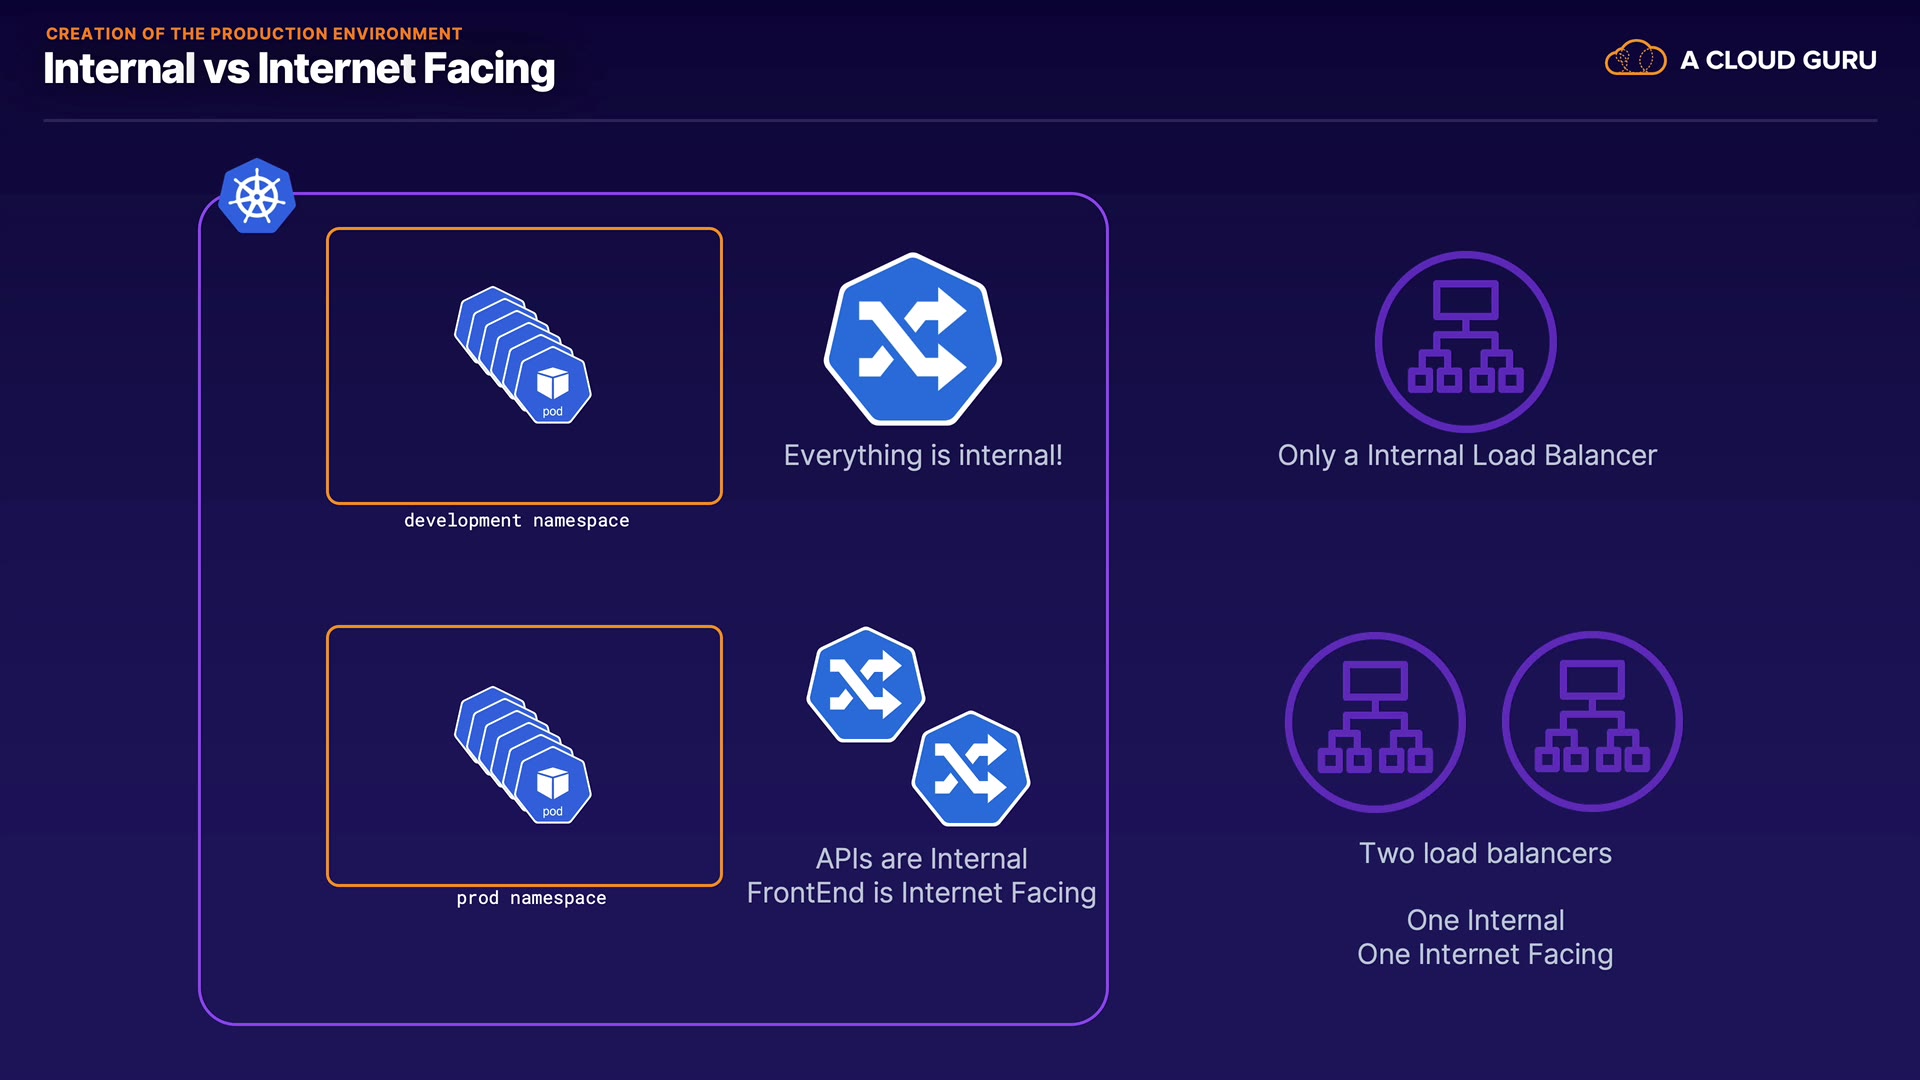 CREATION OF THE PRODUCTION ENVIRONMENT
Internal vs Internet Facing
A CLOUD GURU
pod
Everything is internal!
Only a Internal Load Balancer
development namespace
pod
APIs are Internal
FrontEnd is Internet Facing
prod namespace
Two load balancers
One Internal
One Internet Facing